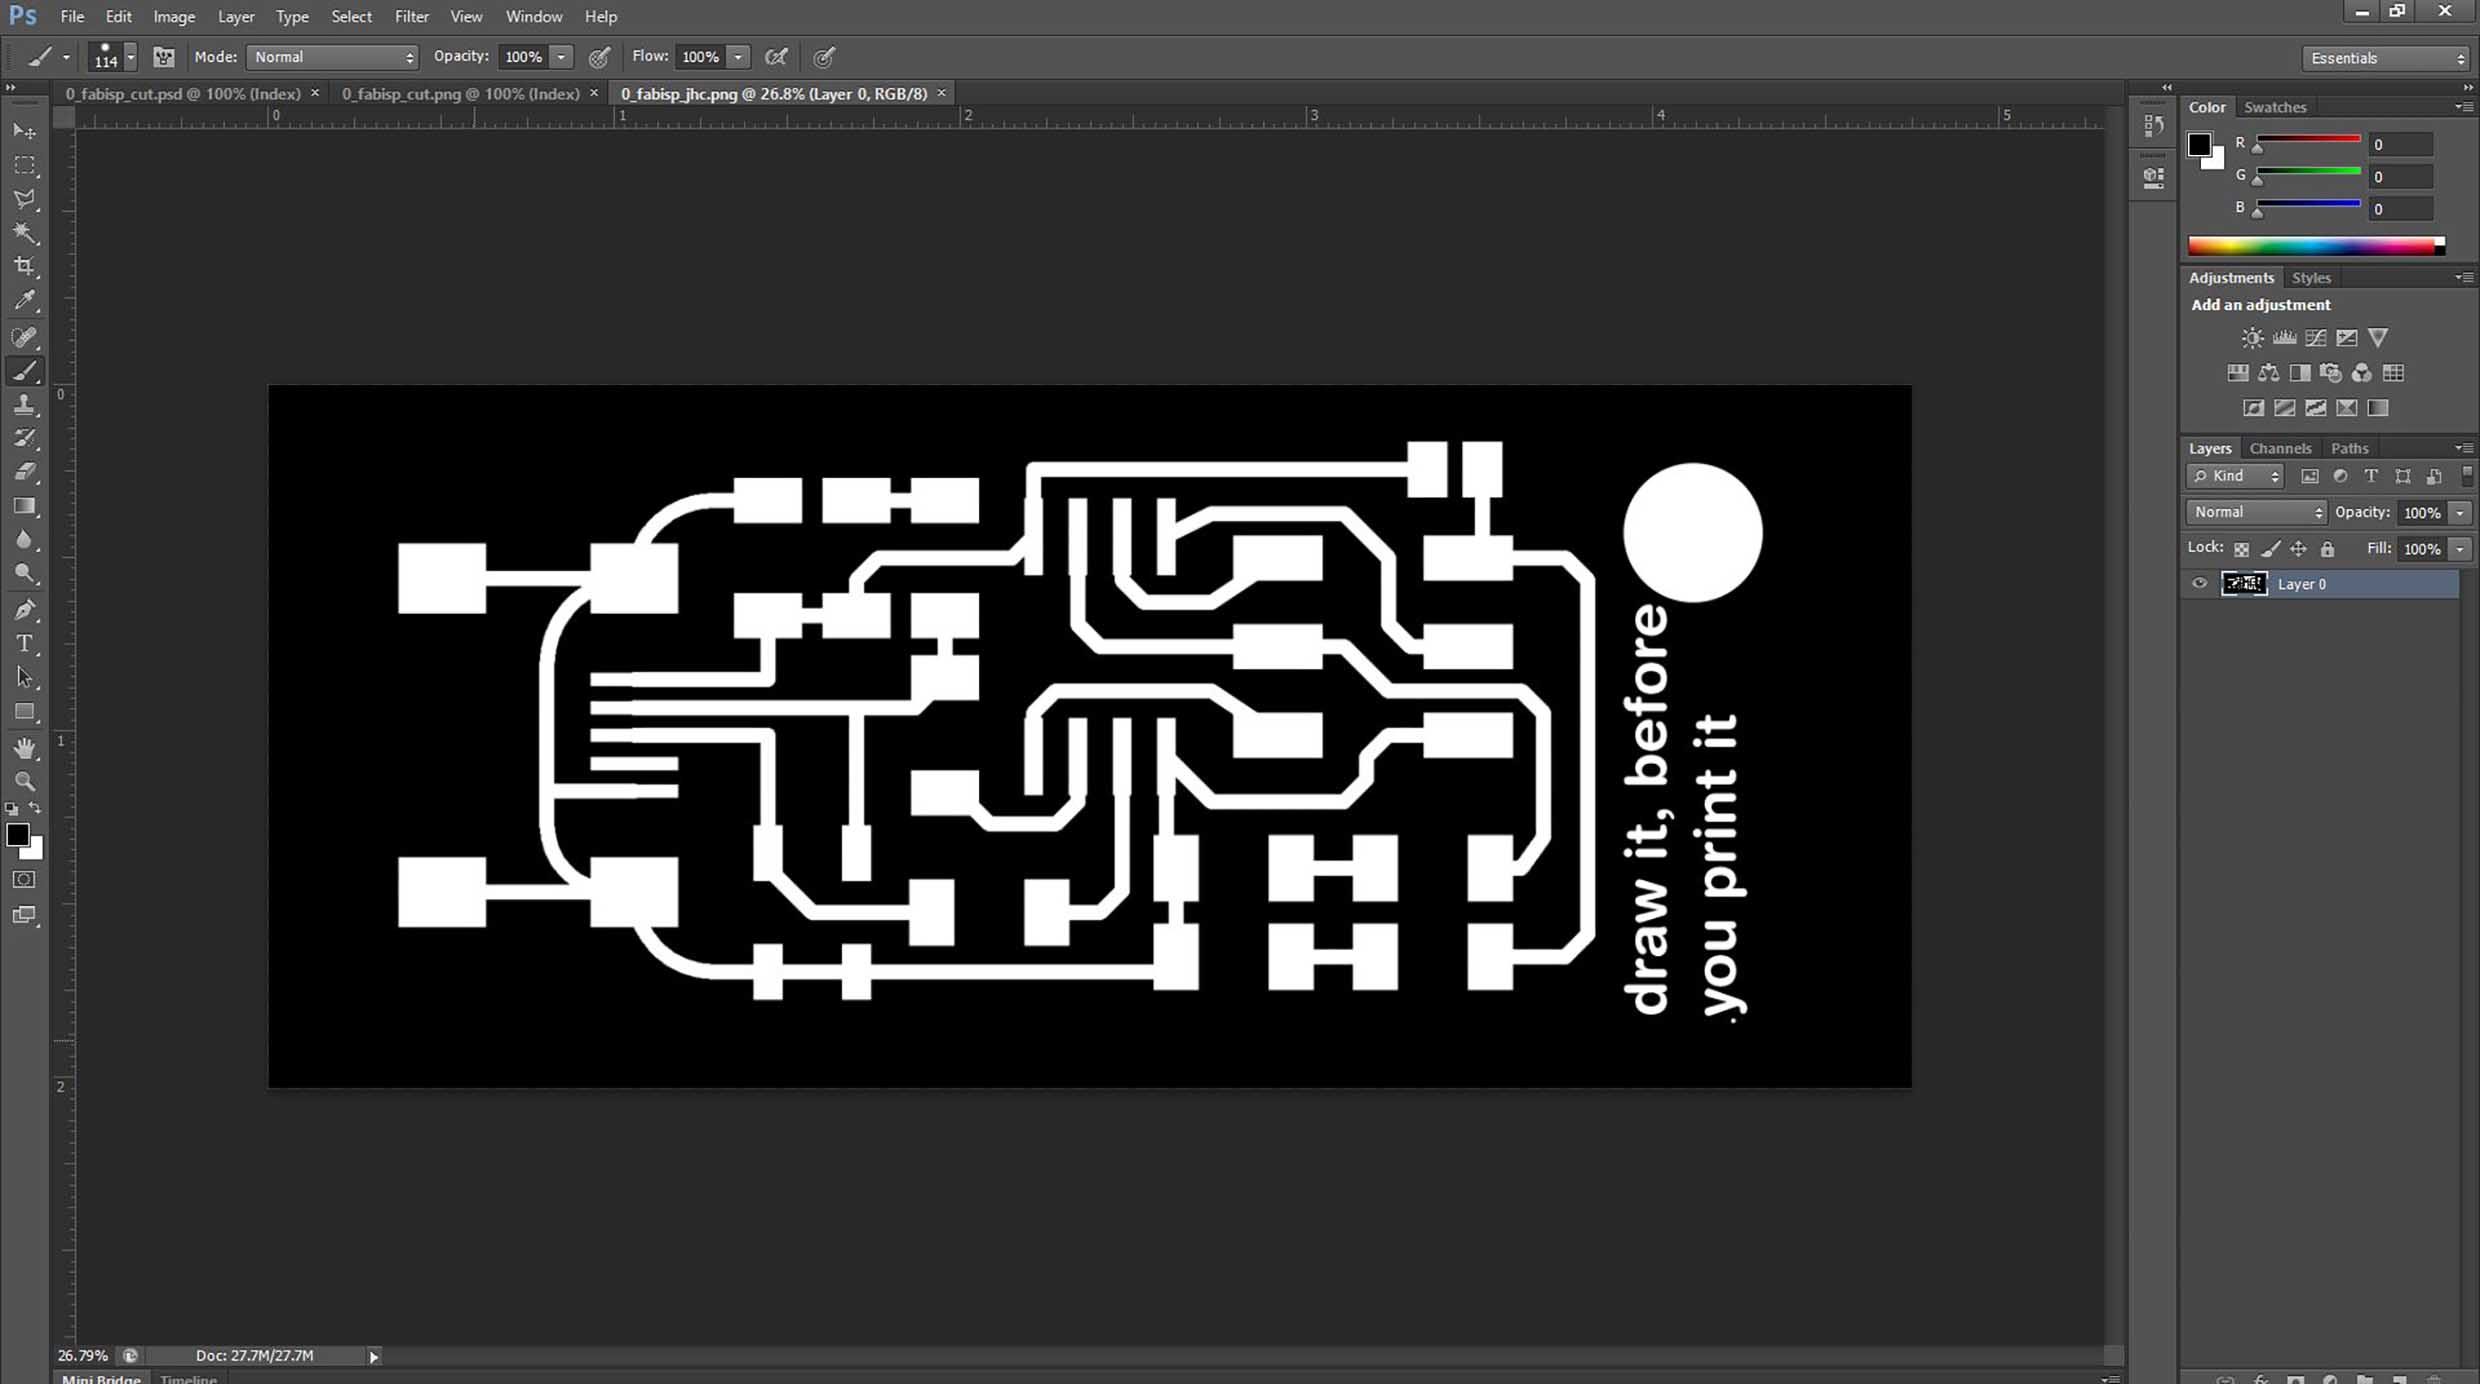 Ps File Edit Image Layer Type Select Filter View Window Help
114 Mode: Normal Opacity: 100% Flow: 100% Essentials
0_fabisp_cut.psd @ 100% (Index) × 0_fabisp_cut.png @ 100% (Index) × 0_fabisp_jhc.png @ 26.8% (Layer 0, RGB/8) ×
0 1 2 3 4 5
0
1
2
draw it, before
you print it
Color Swatches
R 0
G 0
B 0
Adjustments Styles
Add an adjustment
Layers Channels Paths
Kind
Normal Opacity: 100%
Lock: Fill: 100%
Layer 0
26.79% Doc: 27.7M/27.7M
Mini Bridge Timeline